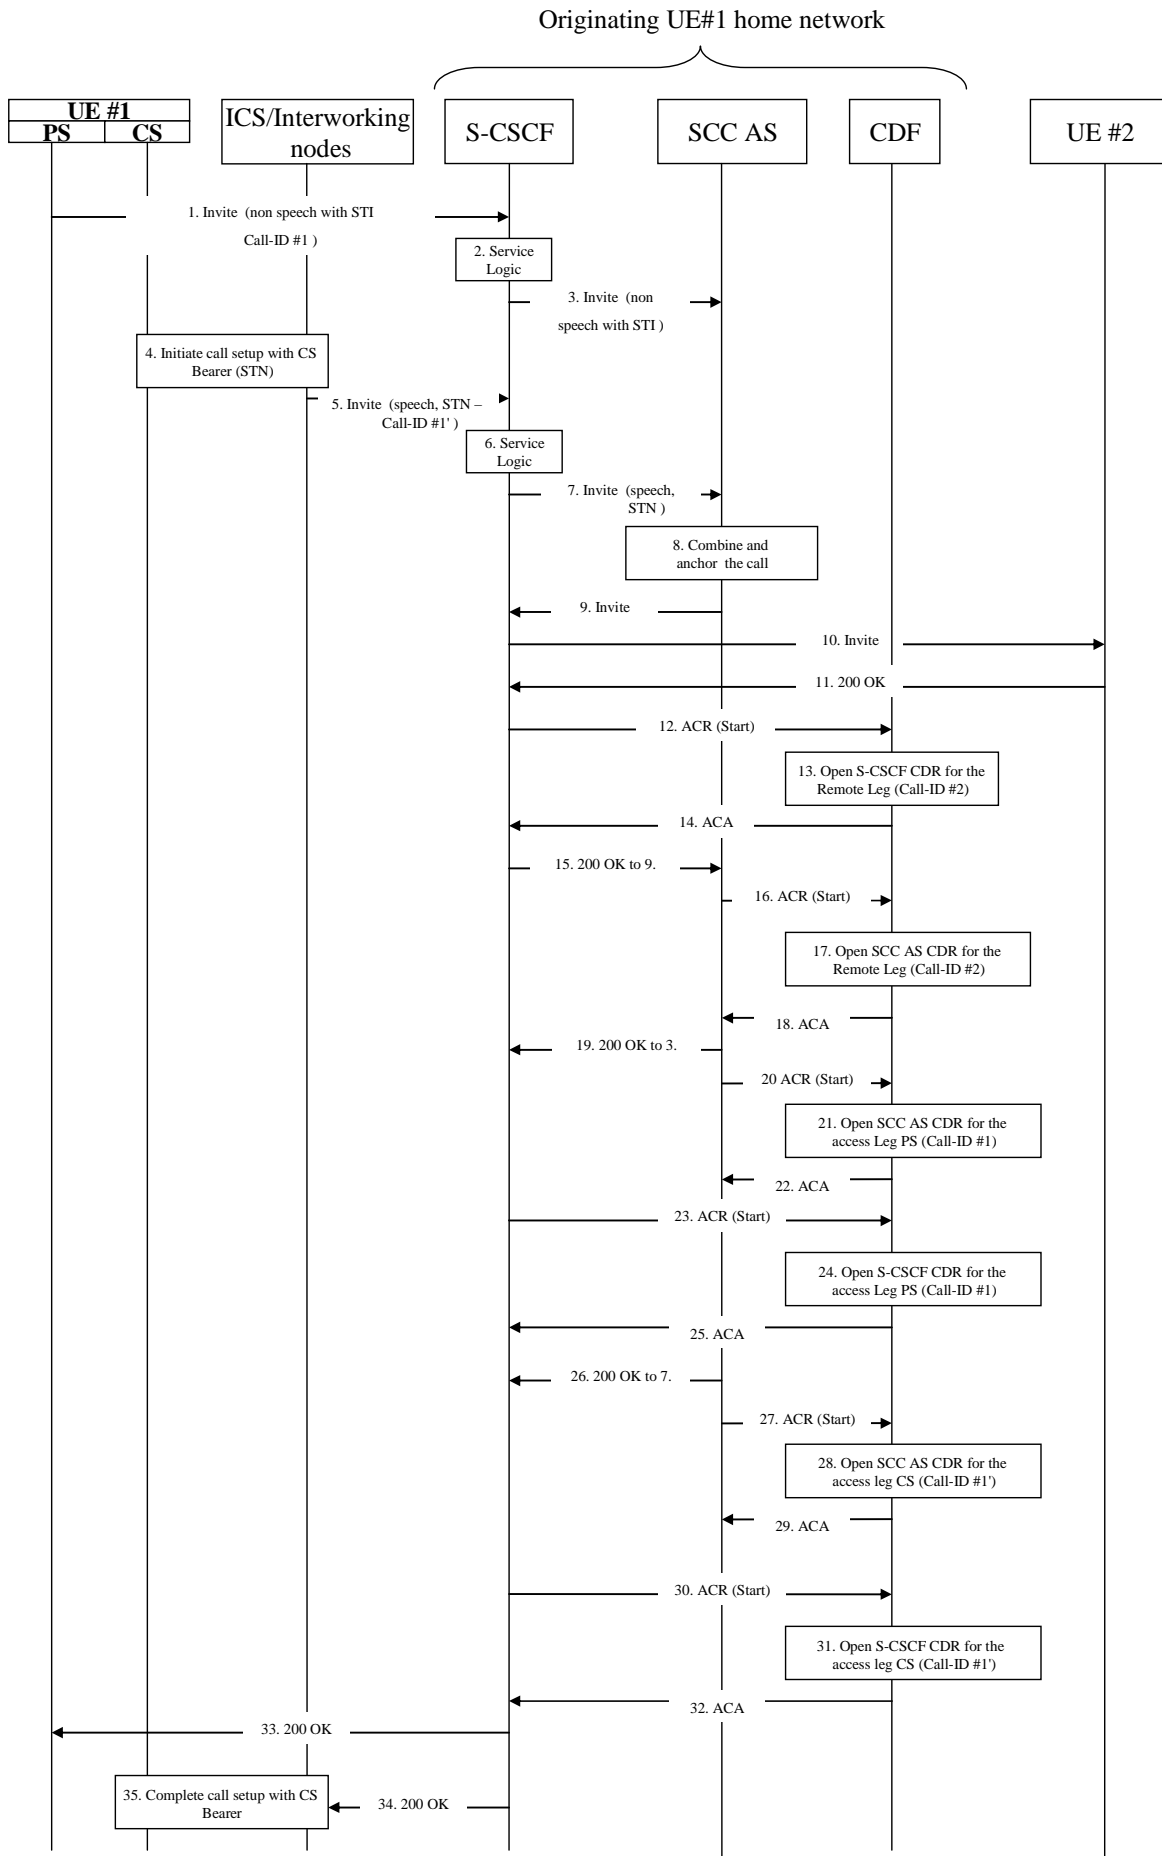 Originating UE#1 home network
UE #1
PS
CS
ICS/Interworking
nodes
S-CSCF
SCC AS
CDF
UE #2
1. Invite (non speech with STI
Call-ID #1 )
2. Service
Logic
3. Invite (non
speech with STI )
4. Initiate call setup with CS
Bearer (STN)
5. Invite (speech, STN –
Call-ID #1' )
6. Service
Logic
7. Invite (speech,
STN )
8. Combine and
anchor the call
9. Invite
10. Invite
11. 200 OK
12. ACR (Start)
13. Open S-CSCF CDR for the
Remote Leg (Call-ID #2)
14. ACA
15. 200 OK to 9.
16. ACR (Start)
17. Open SCC AS CDR for the
Remote Leg (Call-ID #2)
18. ACA
19. 200 OK to 3.
20 ACR (Start)
21. Open SCC AS CDR for the
access Leg PS (Call-ID #1)
22. ACA
23. ACR (Start)
24. Open S-CSCF CDR for the
access Leg PS (Call-ID #1)
25. ACA
26. 200 OK to 7.
27. ACR (Start)
28. Open SCC AS CDR for the
access leg CS (Call-ID #1')
29. ACA
30. ACR (Start)
31. Open S-CSCF CDR for the
access leg CS (Call-ID #1')
32. ACA
33. 200 OK
35. Complete call setup with CS
Bearer
34. 200 OK